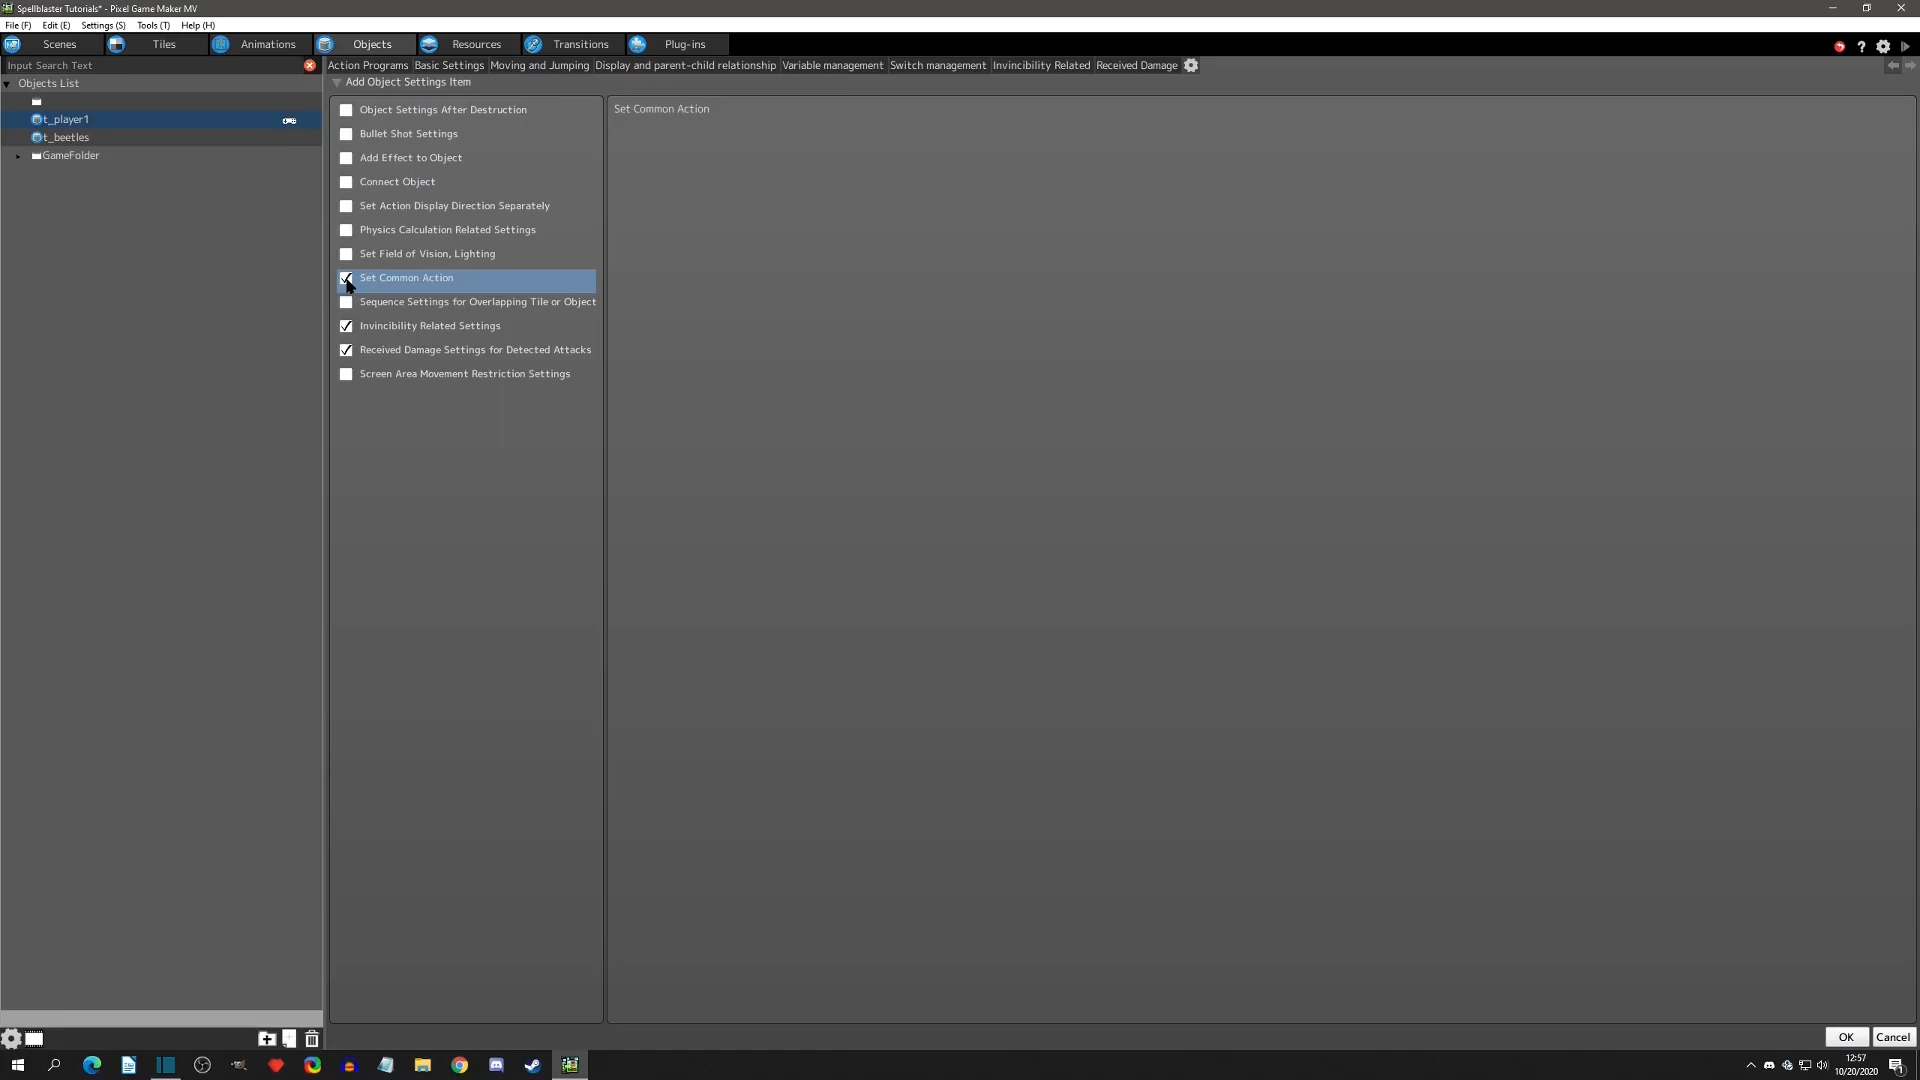 Spellblaster Tutorials* - Pixel Game Maker MV
File (F) Edit (E) Settings (S) Tools (T) Help (H)
Scenes Tiles Animations Objects Resources Transitions Plug-ins
Input Search Text
Action Programs Basic Settings Moving and Jumping Display and parent-child relationship Variable management Switch management Invincibility Related Received Damage
Objects List
Add Object Settings Item
t_player1
t_beetles
GameFolder
Object Settings After Destruction
Bullet Shot Settings
Add Effect to Object
Connect Object
Set Action Display Direction Separately
Physics Calculation Related Settings
Set Field of Vision, Lighting
Set Common Action
Sequence Settings for Overlapping Tile or Object
Invincibility Related Settings
Received Damage Settings for Detected Attacks
Screen Area Movement Restriction Settings
Set Common Action
OK Cancel
12:57
10/20/2020